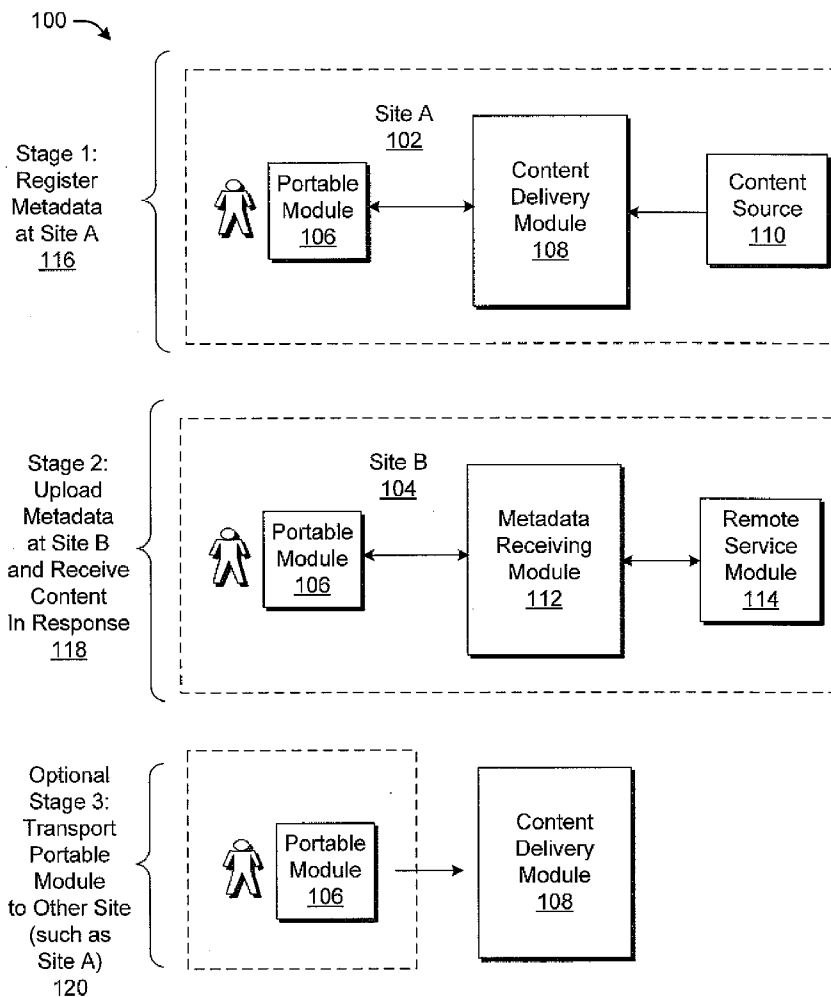 100
Stage 1:
Register
Metadata
at Site A
116
Site A
102
Portable
Module
106
Content
Delivery
Module
108
Content
Source
110
Stage 2:
Upload
Metadata
at Site B
and Receive
Content
In Response
118
Site B
104
Portable
Module
106
Metadata
Receiving
Module
112
Remote
Service
Module
114
Optional
Stage 3:
Transport
Portable
Module
to Other Site
(such as
Site A)
120
Portable
Module
106
Content
Delivery
Module
108